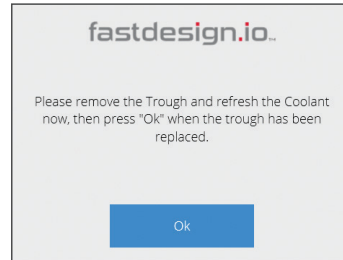 fastdesign.io™
Please remove the Trough and refresh the Coolant
now, then press "Ok" when the trough has been
replaced.
Ok